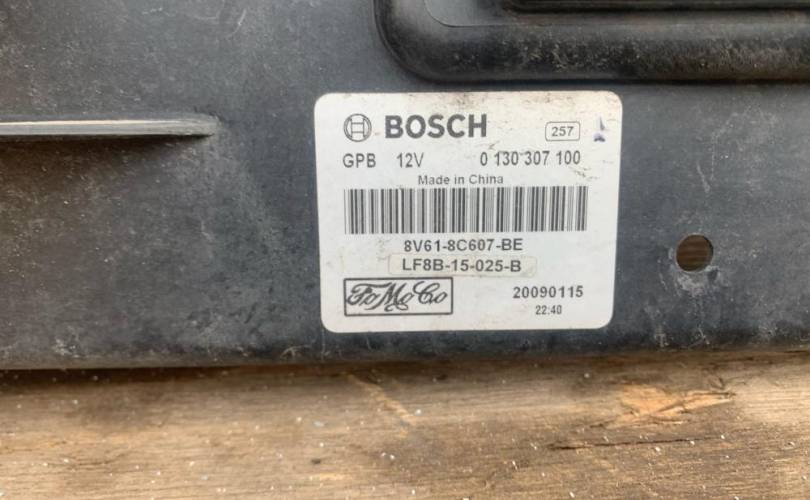 BOSCH 257
GPB 12V 0 130 307 100
Made in China
8V61-8C607-BE
LF8B-15-025-B
FoMoCo 20090115
22:40